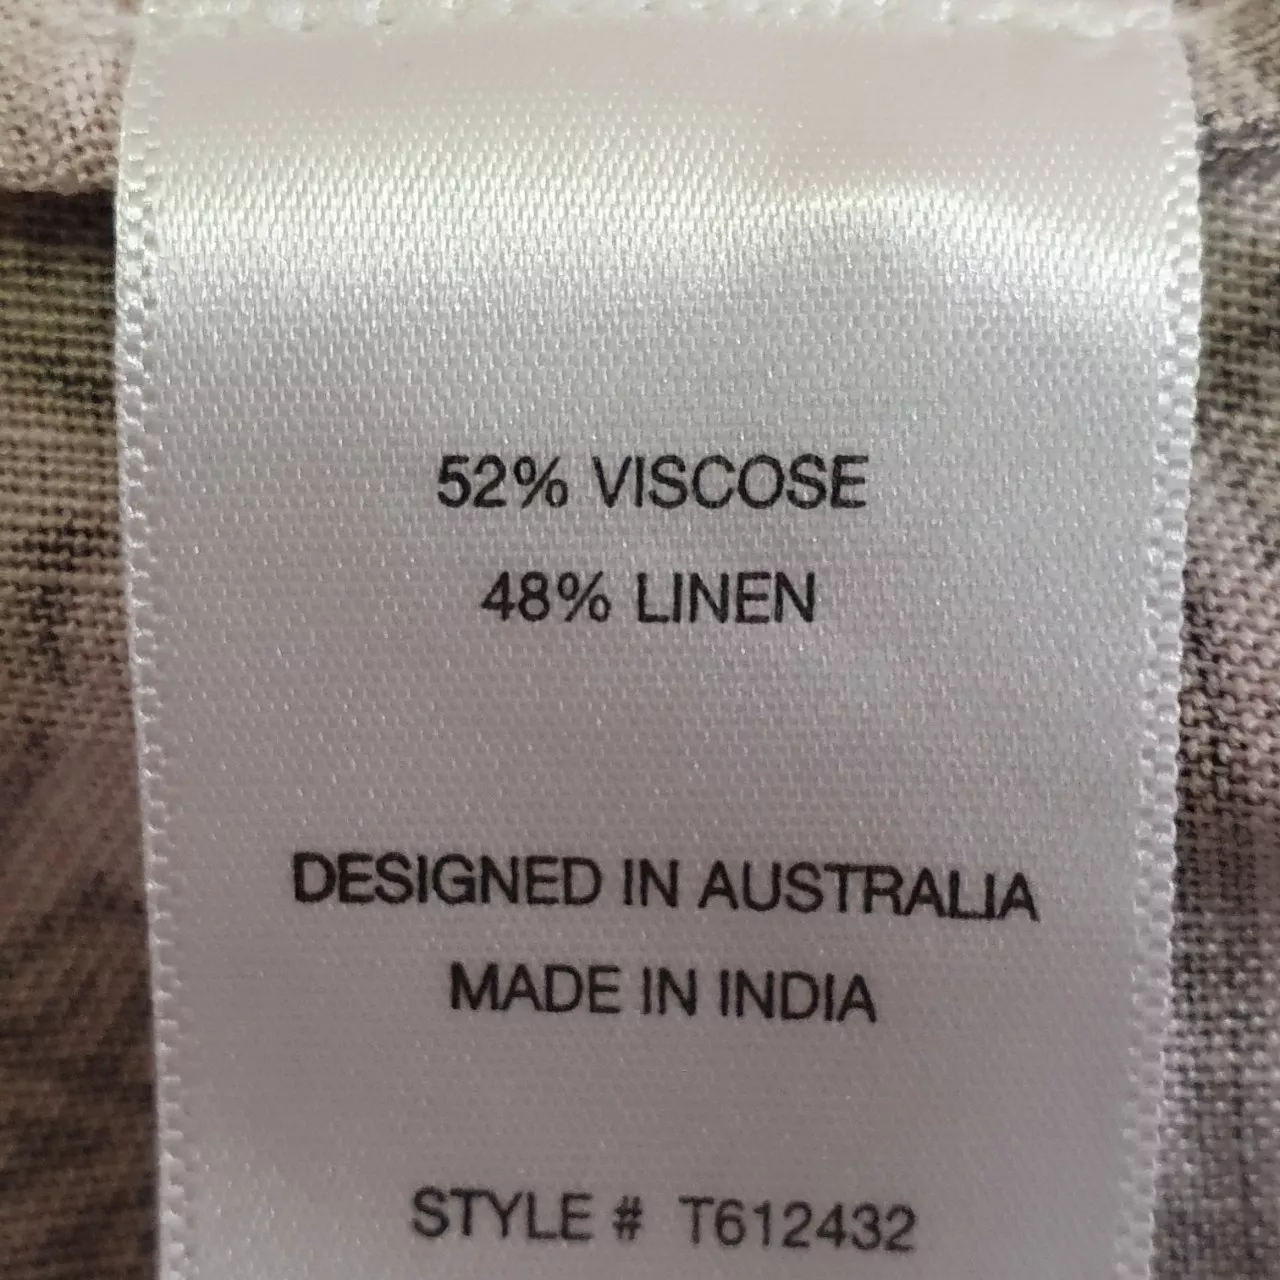 52% VISCOSE
48% LINEN
DESIGNED IN AUSTRALIA
MADE IN INDIA
STYLE # T612432